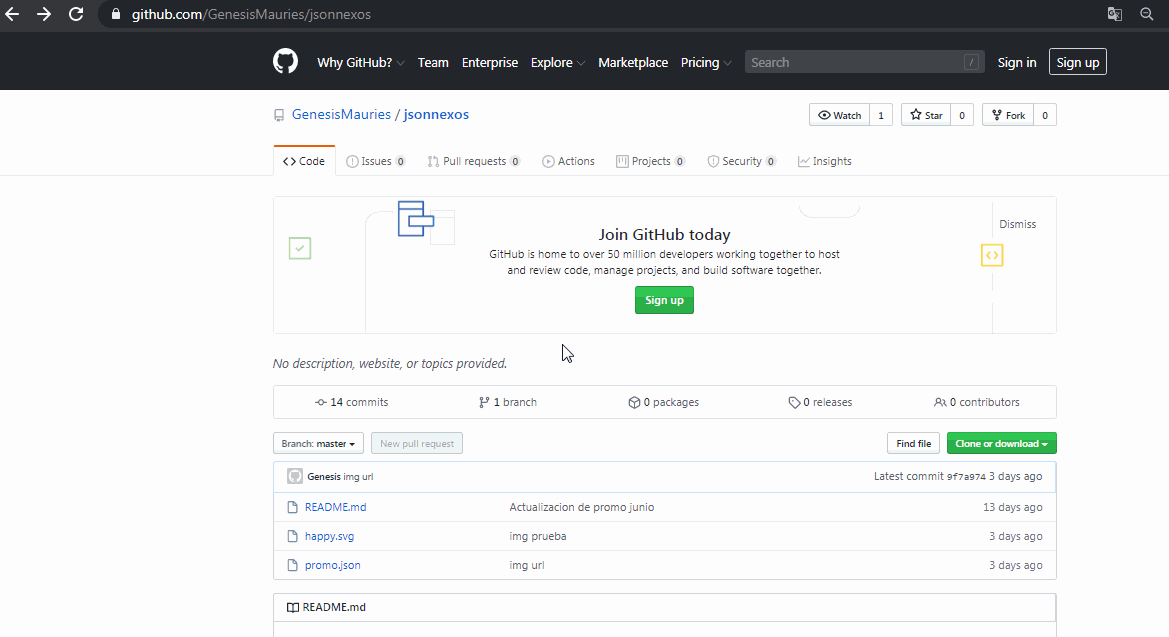 github.com/GenesisMauries/jsonnexos
Why GitHub? Team Enterprise Explore Marketplace Pricing Search / Sign in Sign up
GenesisMauries / jsonnexos Watch 1 Star 0 Fork 0
Code Issues 0 Pull requests 0 Actions Projects 0 Security 0 Insights
Dismiss
Join GitHub today
GitHub is home to over 50 million developers working together to host
and review code, manage projects, and build software together.
Sign up
No description, website, or topics provided.
14 commits 1 branch 0 packages 0 releases 0 contributors
Branch: master New pull request Find file Clone or download
Genesis img url Latest commit 9f7a974 3 days ago
README.md Actualizacion de promo junio 13 days ago
happy.svg img prueba 3 days ago
promo.json img url 3 days ago
README.md